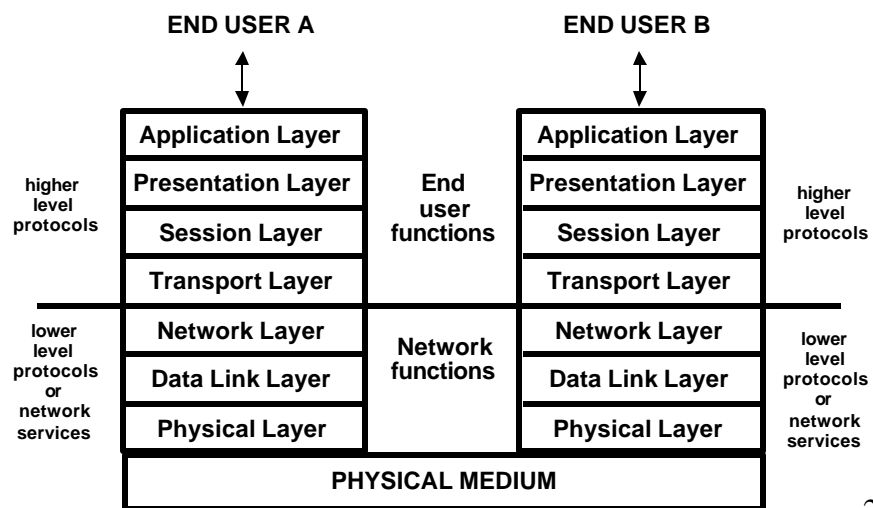 END USER A
END USER B
Application Layer
Application Layer
Presentation Layer
Presentation Layer
higher
level
protocols
End
user
functions
higher
level
protocols
Session Layer
Session Layer
Transport Layer
Transport Layer
Network Layer
Network Layer
lower
level
protocols
or
network
services
Network
functions
lower
level
protocols
or
network
services
Data Link Layer
Data Link Layer
Physical Layer
Physical Layer
PHYSICAL MEDIUM